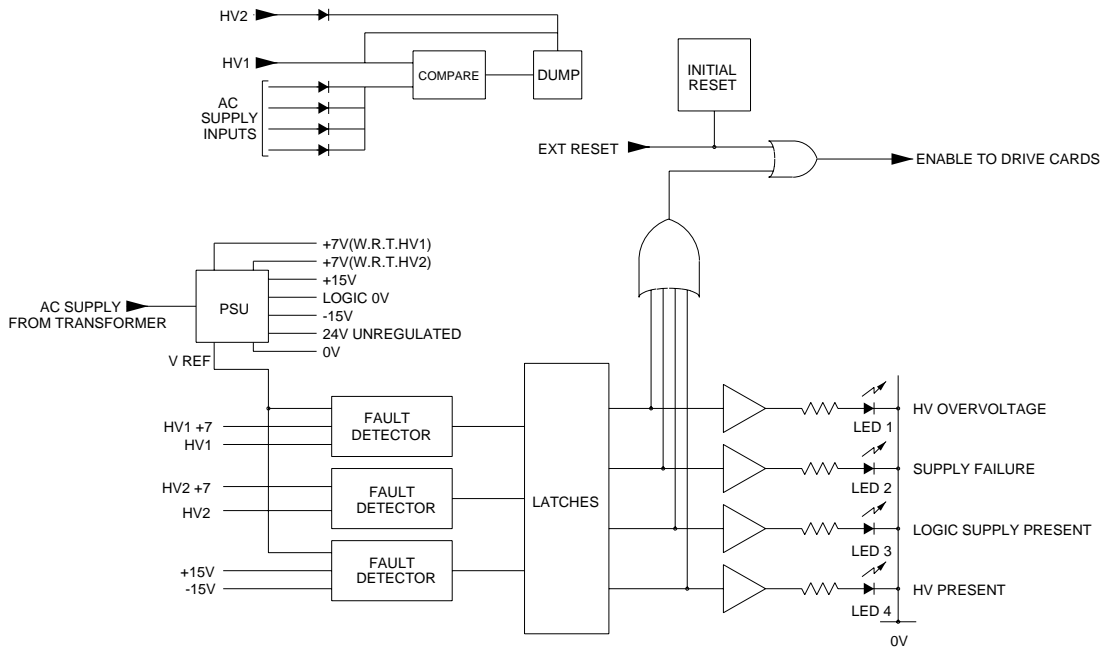 HV2
HV1
COMPARE
DUMP
AC
SUPPLY
INPUTS
INITIAL
RESET
EXT RESET
ENABLE TO DRIVE CARDS
+7V(W.R.T.HV1)
+7V(W.R.T.HV2)
+15V
LOGIC 0V
-15V
24V UNREGULATED
0V
AC SUPPLY
FROM TRANSFORMER
PSU
V REF
HV1 +7
HV1
FAULT
DETECTOR
HV2 +7
HV2
FAULT
DETECTOR
+15V
-15V
FAULT
DETECTOR
LATCHES
LED 1
HV OVERVOLTAGE
LED 2
SUPPLY FAILURE
LED 3
LOGIC SUPPLY PRESENT
LED 4
HV PRESENT
0V